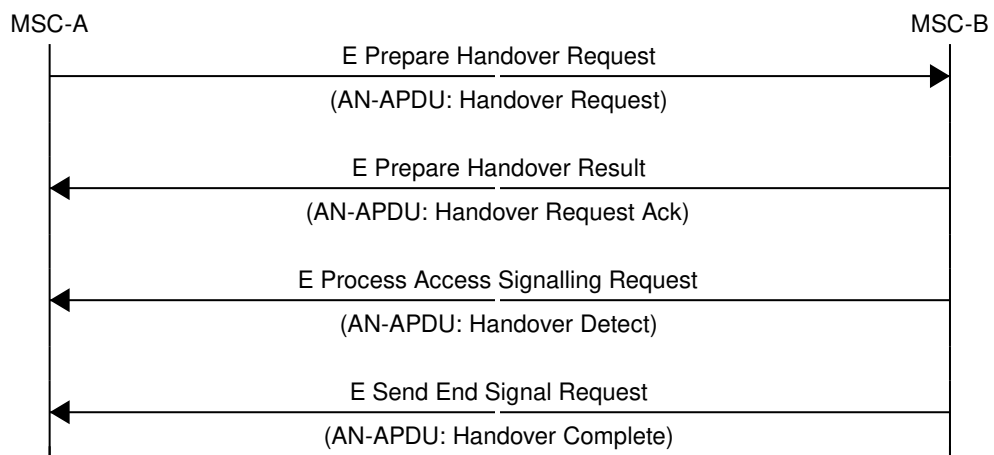 MSC-A MSC-B
E Prepare Handover Request
(AN-APDU: Handover Request)
E Prepare Handover Result
(AN-APDU: Handover Request Ack)
E Process Access Signalling Request
(AN-APDU: Handover Detect)
E Send End Signal Request
(AN-APDU: Handover Complete)